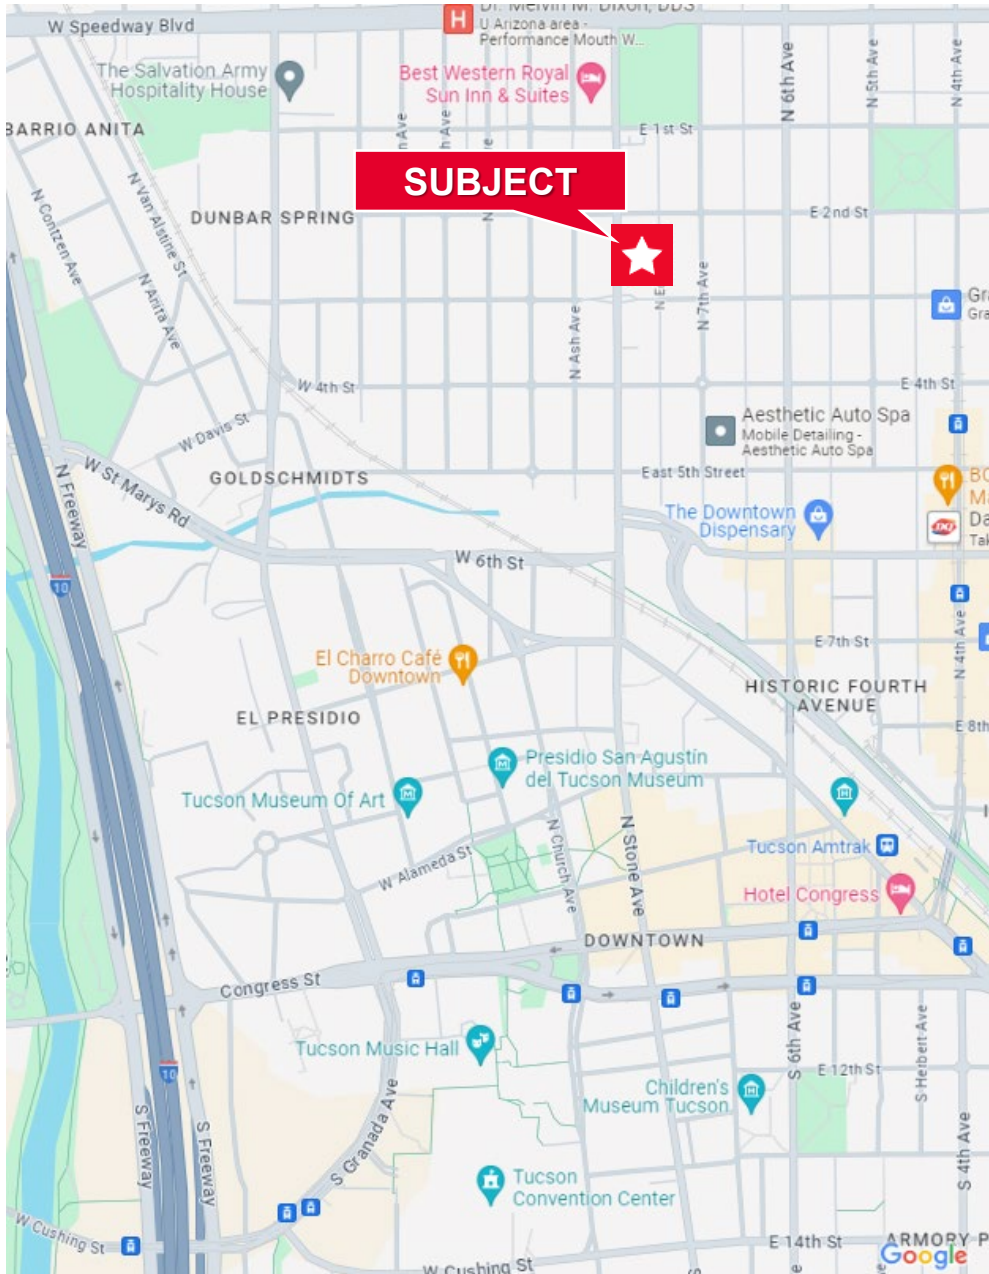 Dr. Melvin M. Dixon, DDS
W Speedway Blvd
H
U Arizona area -
Performance Mouth W...
The Salvation Army
Hospitality House
Best Western Royal
Sun Inn & Suites
N 6th Ave
N 5th Ave
N 4th Ave
BARRIO ANITA
E 1st St
SUBJECT
N Contzen Ave
N Van Alstine St
DUNBAR SPRING
E 2nd St
N Anita Ave
N 7th Ave
N Ash Ave
W 4th St
E 4th St
Aesthetic Auto Spa
Mobile Detailing -
Aesthetic Auto Spa
W Davis St
W St Marys Rd
GOLDSCHMIDTS
East 5th Street
N Freeway
The Downtown
Dispensary
DQ
W 6th St
10
E 7th St
N 4th Ave
El Charro Café
Downtown
HISTORIC FOURTH
AVENUE
EL PRESIDIO
E 8th
Presidio San Agustín
del Tucson Museum
Tucson Museum Of Art
N Church Ave
N Stone Ave
Tucson Amtrak
W Alameda St
Hotel Congress
DOWNTOWN
Congress St
Tucson Music Hall
S 6th Ave
S Herbert Ave
10
E 12th St
Children's
Museum Tucson
S Freeway
S Freeway
S Granada Ave
S 4th Ave
Tucson
Convention Center
W Cushing St
E 14th St
ARMORY P
Google
W Cushing St